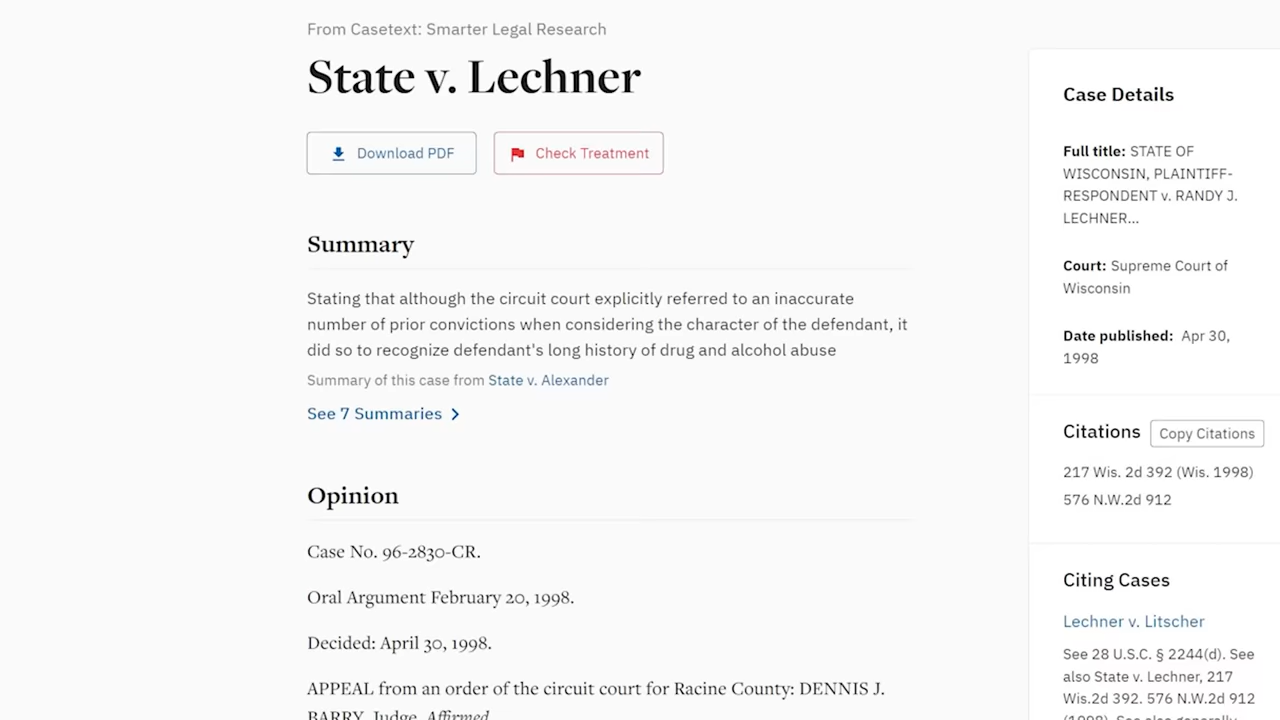 From Casetext: Smarter Legal Research
State v. Lechner
Download PDF
Check Treatment
Summary
Stating that although the circuit court explicitly referred to an inaccurate
number of prior convictions when considering the character of the defendant, it
did so to recognize defendant's long history of drug and alcohol abuse
Summary of this case from State v. Alexander
See 7 Summaries
Opinion
Case No. 96-2830-CR.
Oral Argument February 20, 1998.
Decided: April 30, 1998.
APPEAL from an order of the circuit court for Racine County: DENNIS J.
BARRY, Judge. Affirmed.
Case Details
Full title: STATE OF
WISCONSIN, PLAINTIFF-
RESPONDENT v. RANDY J.
LECHNER...
Court: Supreme Court of
Wisconsin
Date published: Apr 30,
1998
Citations
Copy Citations
217 Wis. 2d 392 (Wis. 1998)
576 N.W.2d 912
Citing Cases
Lechner v. Litscher
See 28 U.S.C. § 2244(d). See
also State v. Lechner, 217
Wis.2d 392. 576 N.W.2d 912
(1998). See also generally